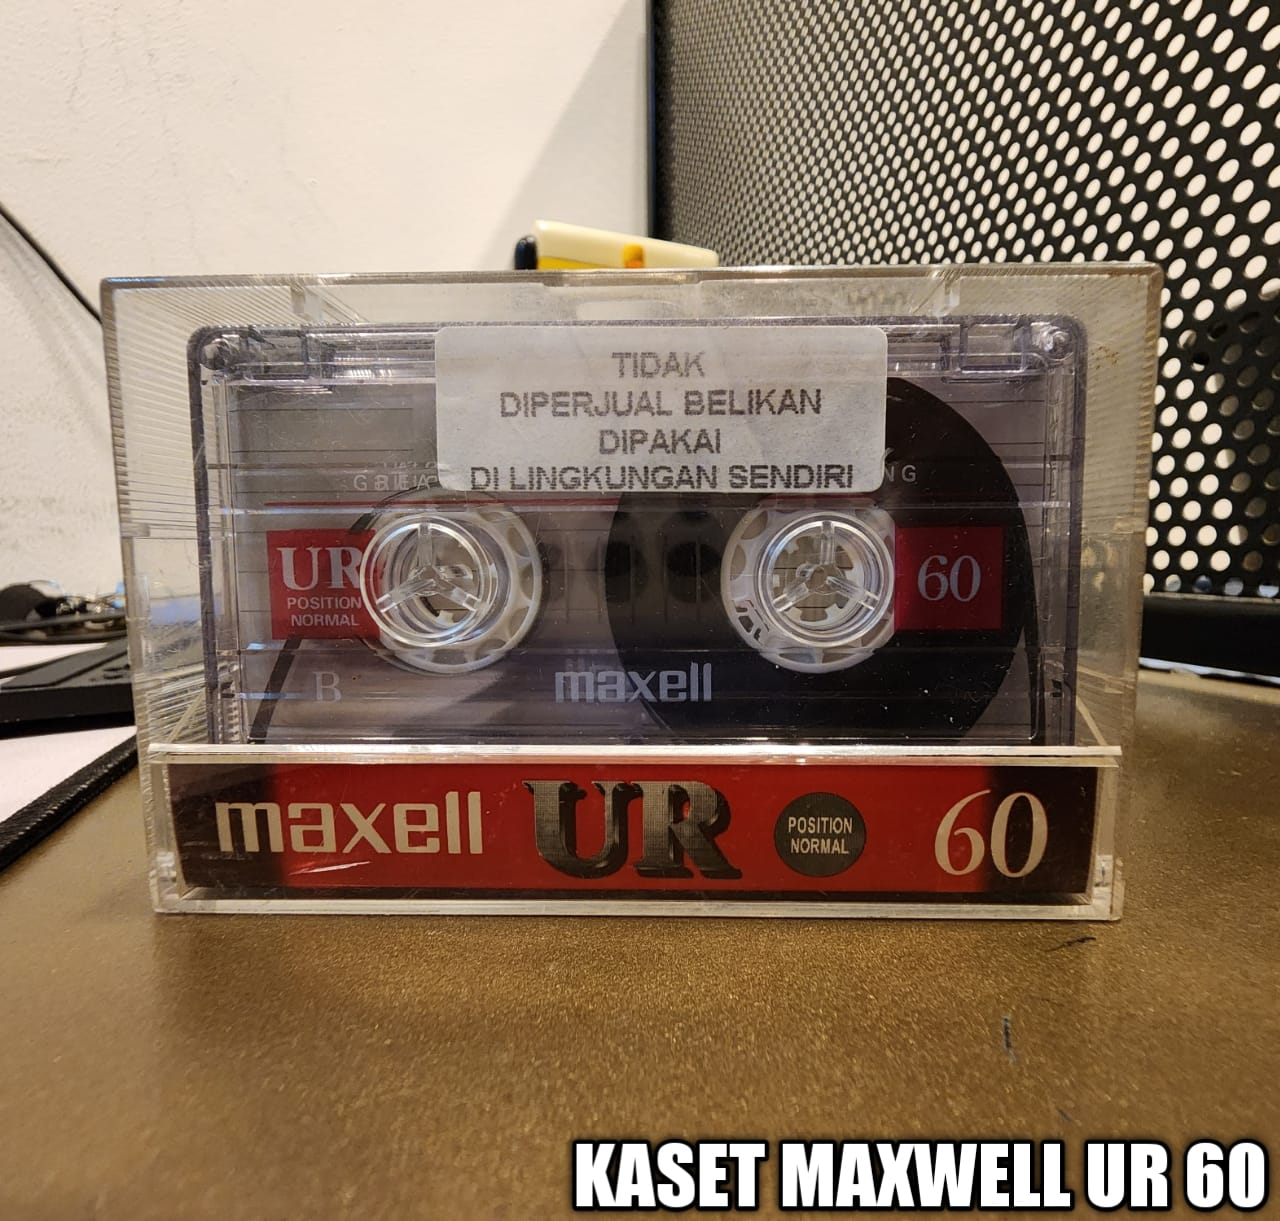 TIDAK
DIPERJUAL BELIKAN
DIPAKAI
DI LINGKUNGAN SENDIRI
UR
POSITION
NORMAL
60
B
maxell
maxell UR POSITION NORMAL 60
KASET MAXWELL UR 60